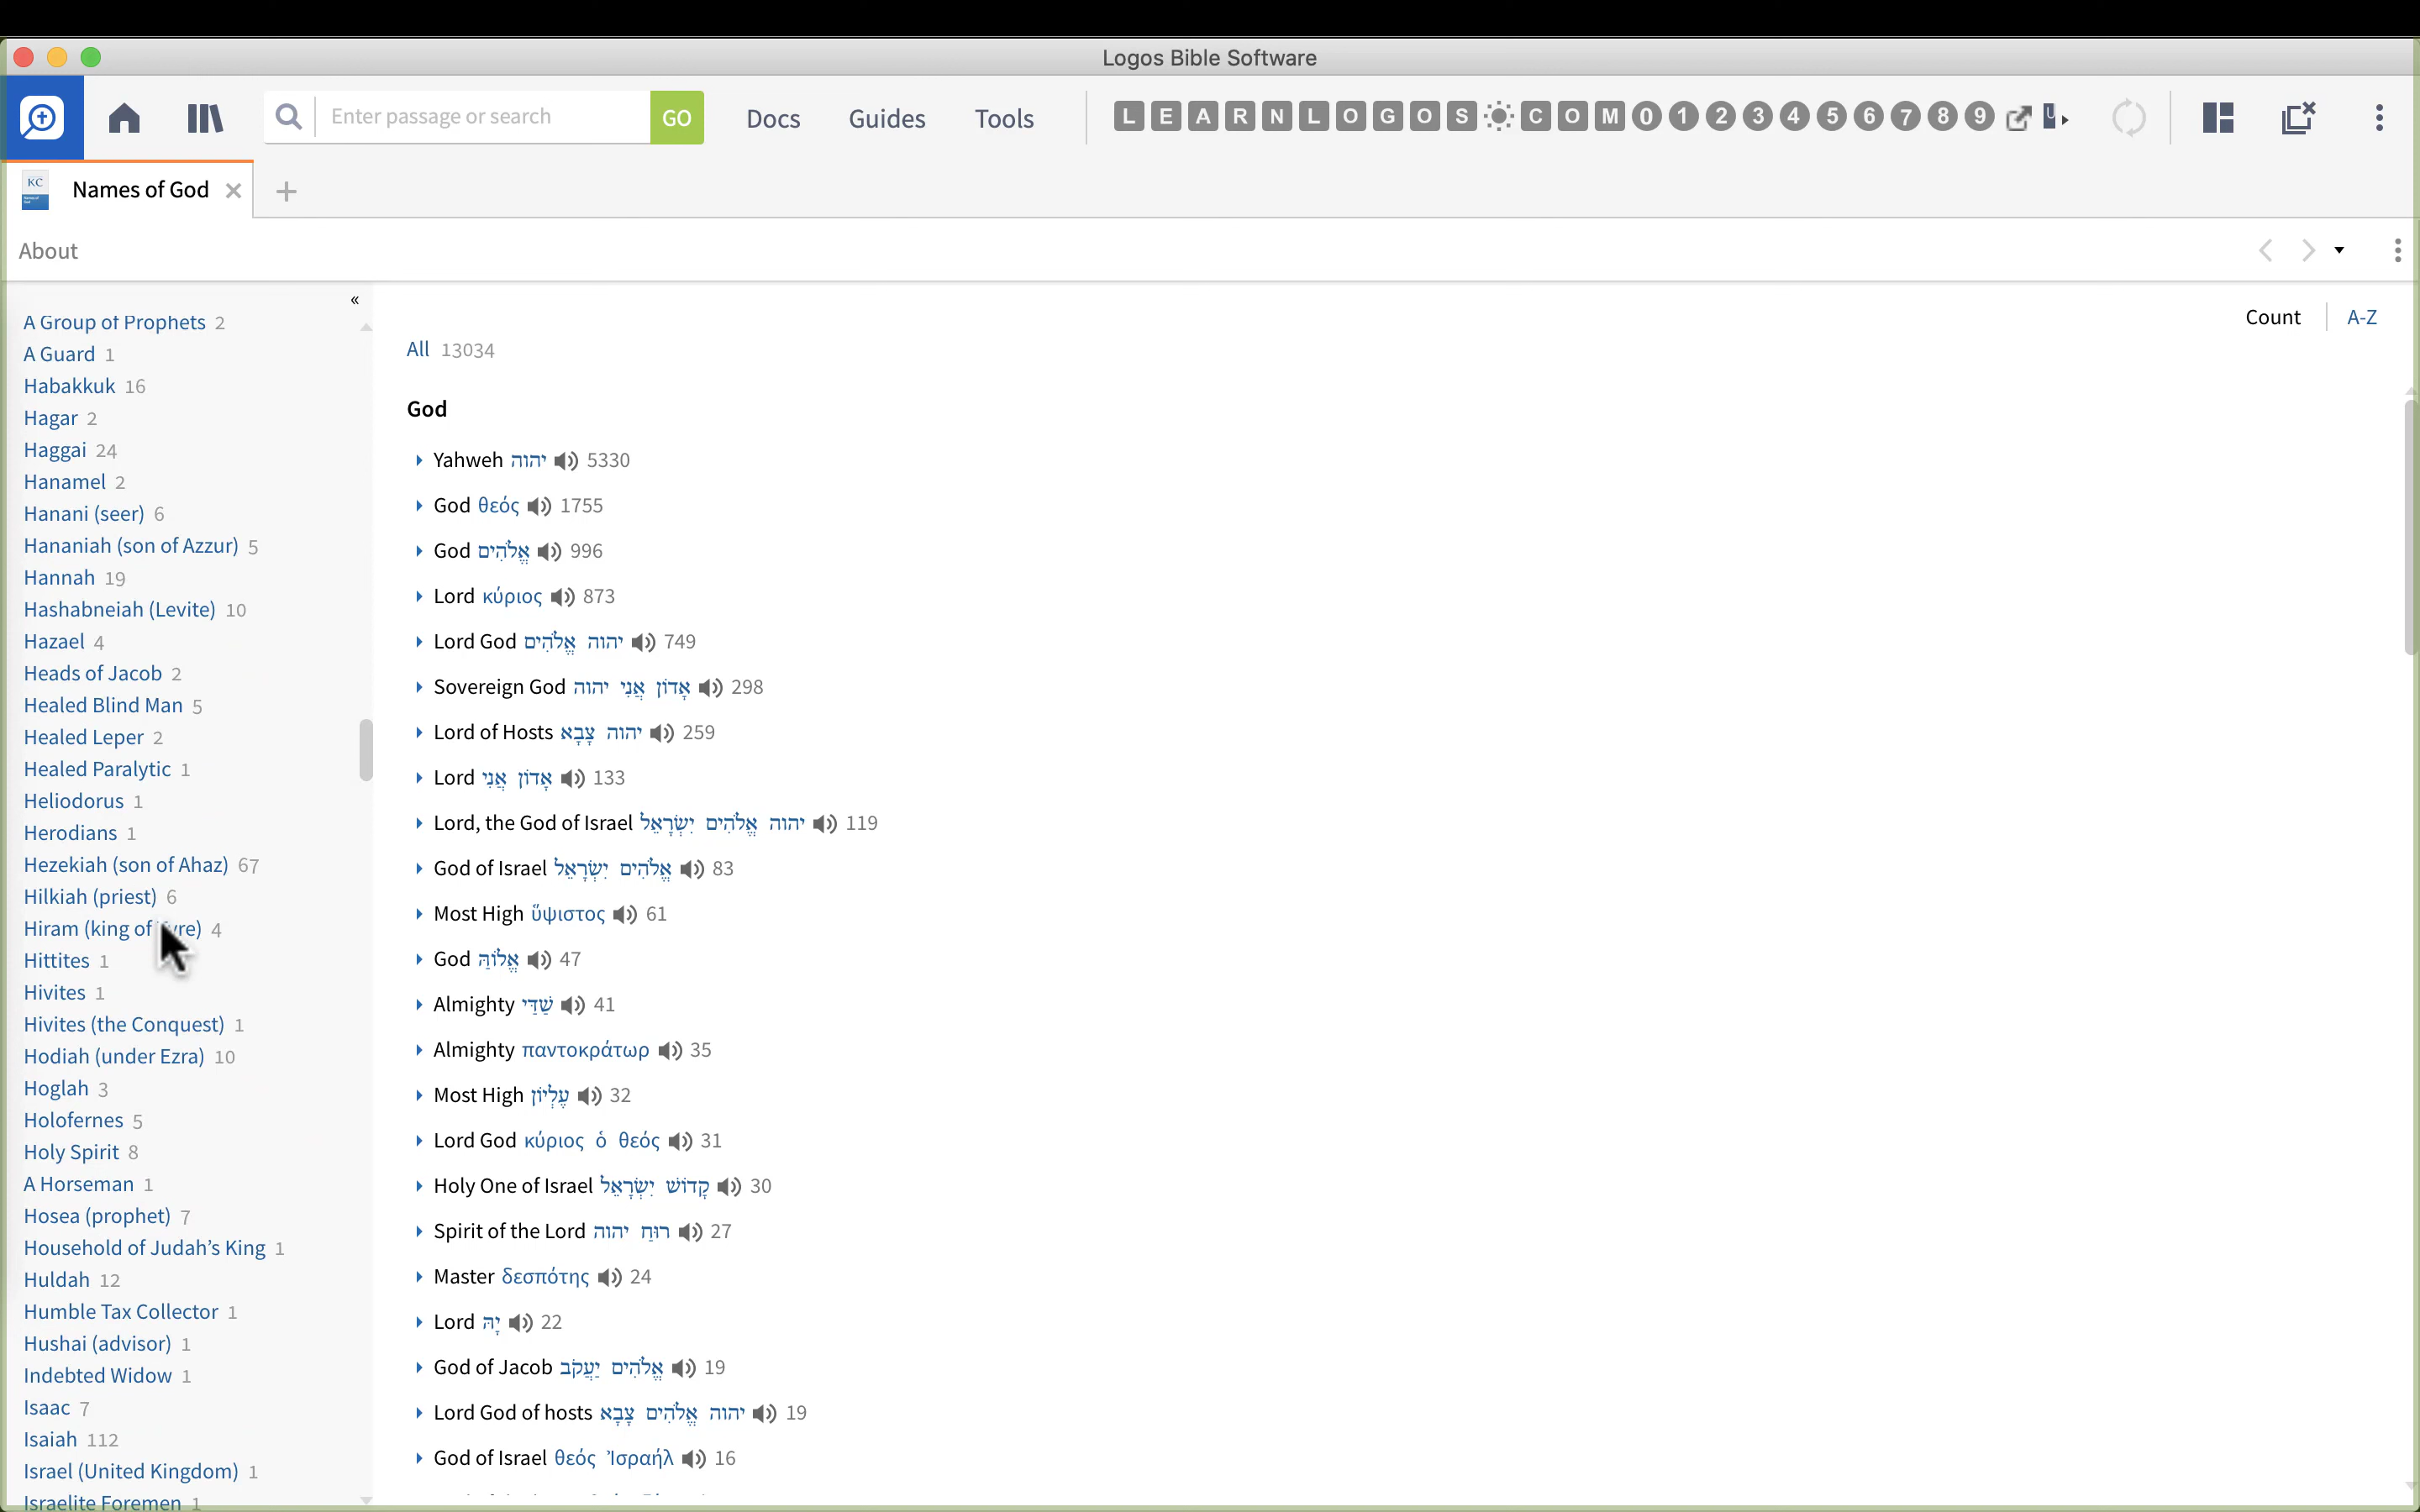 Logos Bible Software
Enter passage or search
GO
Docs
Guides
Tools
L E A R N L O G O S C O M 0 1 2 3 4 5 6 7 8 9
KC
Names of God
About
«
A Group of Prophets 2
A Guard 1
Habakkuk 16
Hagar 2
Haggai 24
Hanamel 2
Hanani (seer) 6
Hananiah (son of Azzur) 5
Hannah 19
Hashabneiah (Levite) 10
Hazael 4
Heads of Jacob 2
Healed Blind Man 5
Healed Leper 2
Healed Paralytic 1
Heliodorus 1
Herodians 1
Hezekiah (son of Ahaz) 67
Hilkiah (priest) 6
Hiram (king of Tyre) 4
Hittites 1
Hivites 1
Hivites (the Conquest) 1
Hodiah (under Ezra) 10
Hoglah 3
Holofernes 5
Holy Spirit 8
A Horseman 1
Hosea (prophet) 7
Household of Judah’s King 1
Huldah 12
Humble Tax Collector 1
Hushai (advisor) 1
Indebted Widow 1
Isaac 7
Isaiah 112
Israel (United Kingdom) 1
Israelite Foremen 1
Count
A-Z
All 13034
God
Yahweh יהוה 5330
God θεός 1755
God אֱלֹהִים 996
Lord κύριος 873
Lord God יהוה אֱלֹהִים 749
Sovereign God אָדוֹן אֲנִי יהוה 298
Lord of Hosts יהוה צָבָא 259
Lord אָדוֹן אֲנִי 133
Lord, the God of Israel יהוה אֱלֹהִים יִשְׂרָאֵל 119
God of Israel אֱלֹהִים יִשְׂרָאֵל 83
Most High ὕψιστος 61
God אֱלוֹהַּ 47
Almighty שַׁדַּי 41
Almighty παντοκράτωρ 35
Most High עֶלְיוֹן 32
Lord God κύριος ὁ θεός 31
Holy One of Israel קָדוֹשׁ יִשְׂרָאֵל 30
Spirit of the Lord רוּחַ יהוה 27
Master δεσπότης 24
Lord יָהּ 22
God of Jacob אֱלֹהִים יַעֲקֹב 19
Lord God of hosts יהוה אֱלֹהִים צָבָא 19
God of Israel θεός Ἰσραήλ 16